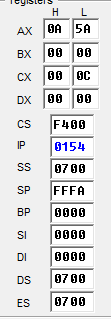 registers
H L
AX 0A 5A
BX 00 00
CX 00 0C
DX 00 00
CS F400
IP 0154
SS 0700
SP FFFA
BP 0000
SI 0000
DI 0000
DS 0700
ES 0700